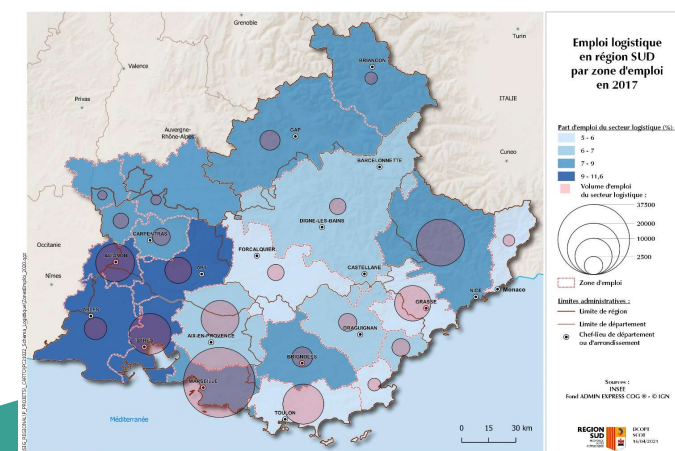 Grenoble
Turin
Valence
BRIANÇON
Privas
ITALIE
Auvergne-
Rhône-Alpes
GAP
BARCELONNETTE
Cuneo
DIGNE-LES-BAINS
CARPENTRAS
Occitanie
AVIGNON
FORCALQUIER
APT
CASTELLANE
Nîmes
NICE
Monaco
ARLES
GRASSE
ISTRES
AIX-EN-PROVENCE
DRAGUIGNAN
BRIGNOLES
MARSEILLE
TOULON
Méditerranée
0 15 30 km
Emploi logistique
en région SUD
par zone d'emploi
en 2017
Part d'emploi du secteur logistique (%):
5 - 6
6 - 7
7 - 9
9 - 11,6
Volume d'emploi
du secteur logistique :
37500
20000
10000
2500
Zone d'emploi
Limites administratives :
Limite de région
Limite de département
Chef-lieu de département
ou d'arrondissement
Sources :
INSEE
Fond ADMIN EXPRESS COG ® - © IGN
RÉGION
SUD
DCOPT
SCOT